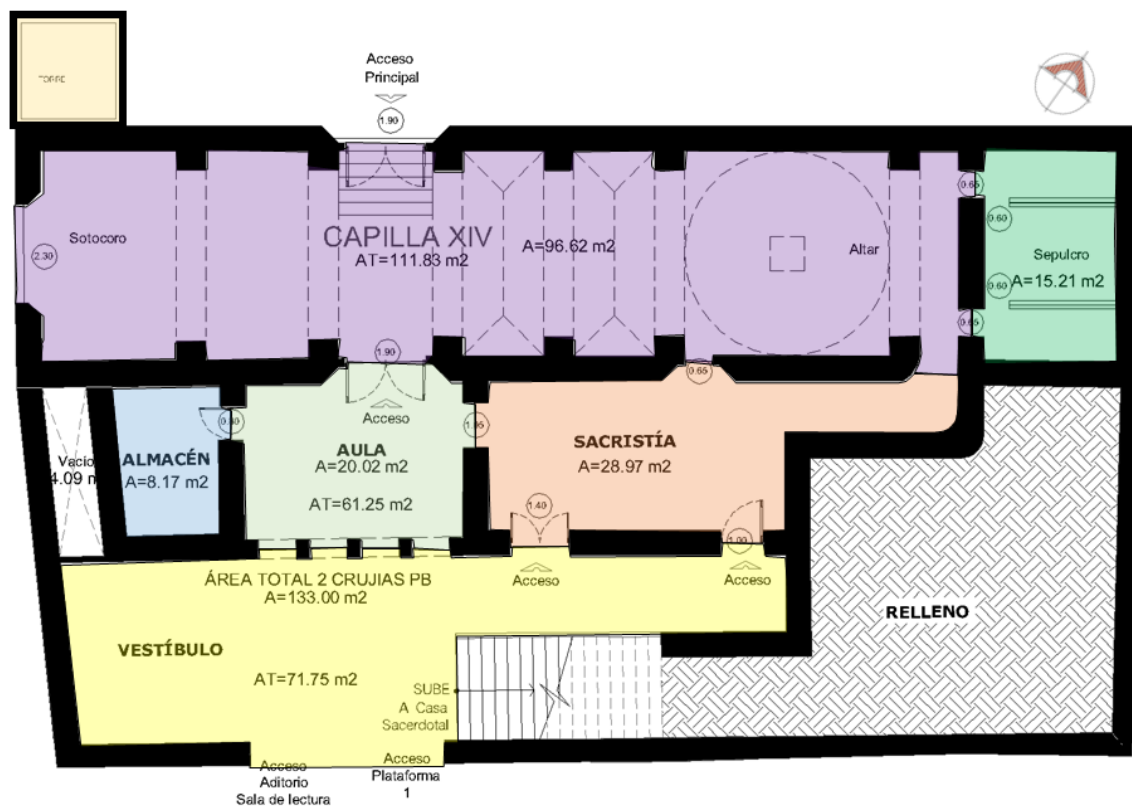 TORRE
Acceso
Principal
1.90
Sotocoro
2.30
CAPILLA XIV
AT=111.83 m2
A=96.62 m2
Altar
0.65
0.60
Sepulcro
A=15.21 m2
0.60
0.65
1.90
0.65
Acceso
Vacio
4.09 m
ALMACÉN
A=8.17 m2
AULA
A=20.02 m2
AT=61.25 m2
SACRISTÍA
A=28.97 m2
1.40
1.00
Acceso
Acceso
ÁREA TOTAL 2 CRUJIAS PB
A=133.00 m2
VESTÍBULO
AT=71.75 m2
SUBE
A Casa
Sacerdotal
RELLENO
Acceso
Aditorio
Sala de lectura
Acceso
Plataforma
1